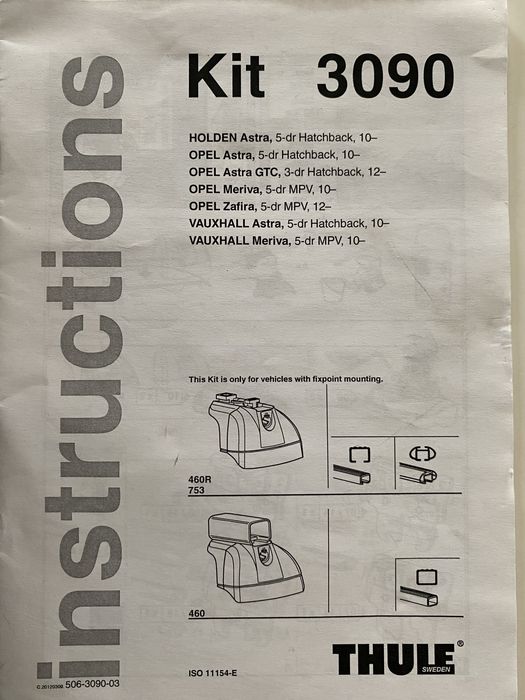 instructions
Kit 3090
HOLDEN Astra, 5-dr Hatchback, 10–
OPEL Astra, 5-dr Hatchback, 10–
OPEL Astra GTC, 3-dr Hatchback, 12–
OPEL Meriva, 5-dr MPV, 10–
OPEL Zafira, 5-dr MPV, 12–
VAUXHALL Astra, 5-dr Hatchback, 10–
VAUXHALL Meriva, 5-dr MPV, 10–
This Kit is only for vehicles with fixpoint mounting.
460R
753
460
C.20120308 506-3090-03
ISO 11154-E
THULE®
SWEDEN